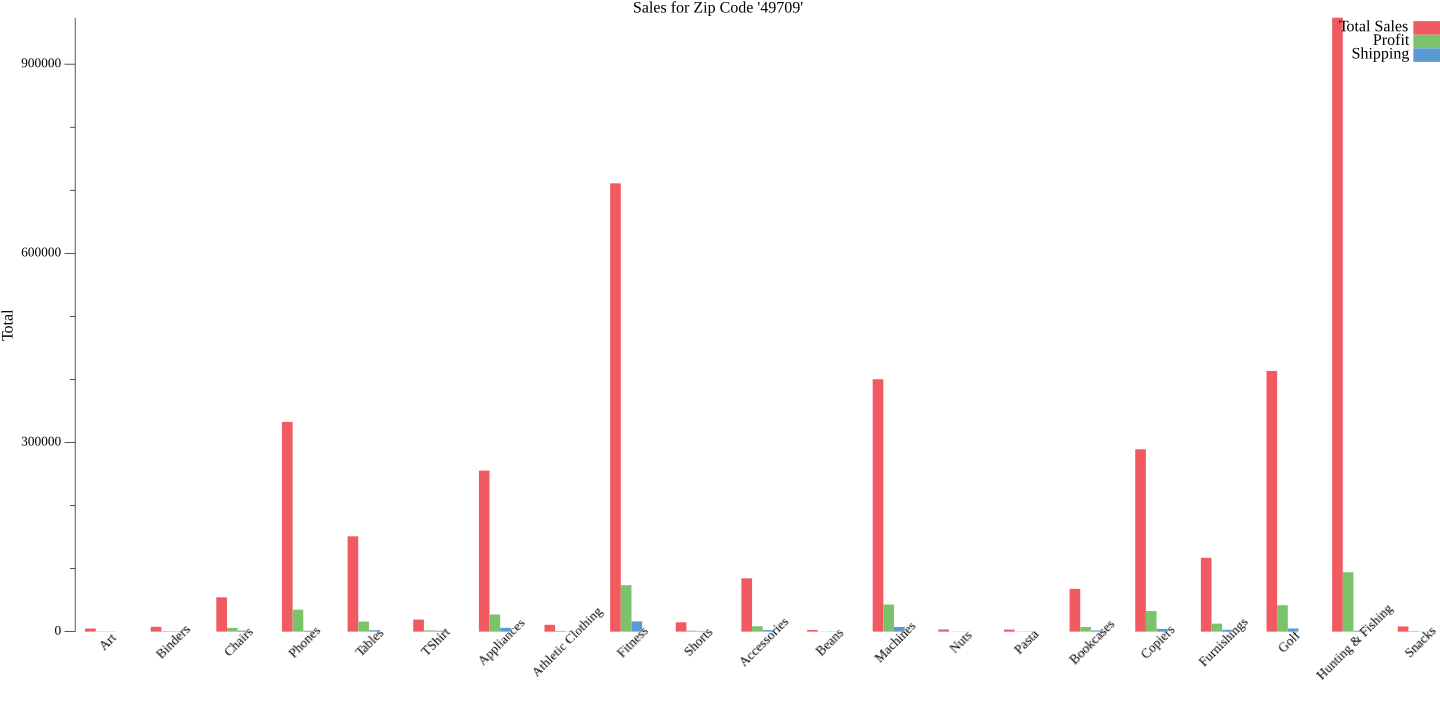 Sales for Zip Code '49709'
Total Sales
Profit
Shipping
900000
600000
300000
0
Total
Art
Binders
Chairs
Phones
Tables
TShirt
Appliances
Athletic Clothing
Fitness
Shorts
Accessories
Beans
Machines
Nuts
Pasta
Bookcases
Copiers
Furnishings
Golf
Hunting & Fishing
Snacks